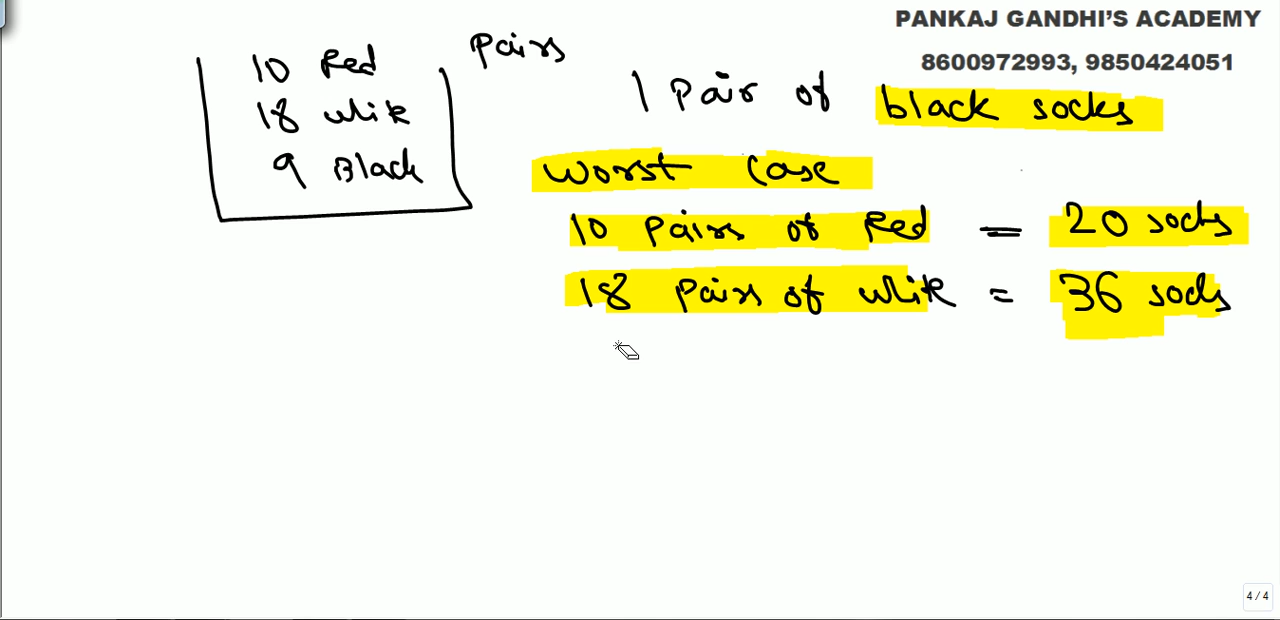 PANKAJ GANDHI'S ACADEMY
8600972993, 9850424051
10 Red
18 White
9 Black
Pairs
1 Pair of black socks
Worst Case
10 Pairs of Red = 20 socks
18 Pairs of white = 36 socks
4 / 4